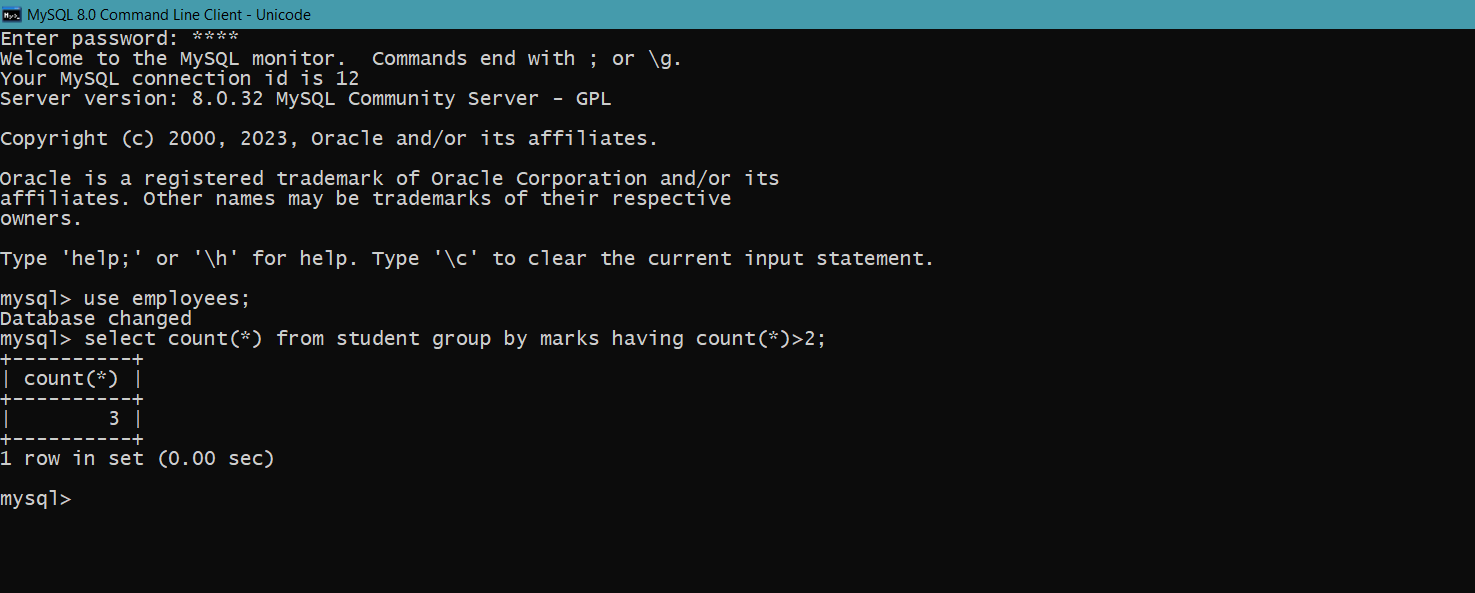 MySQL 8.0 Command Line Client - Unicode
Enter password: ****
Welcome to the MySQL monitor.  Commands end with ; or \g.
Your MySQL connection id is 12
Server version: 8.0.32 MySQL Community Server - GPL
Copyright (c) 2000, 2023, Oracle and/or its affiliates.
Oracle is a registered trademark of Oracle Corporation and/or its
affiliates. Other names may be trademarks of their respective
owners.
Type 'help;' or '\h' for help. Type '\c' to clear the current input statement.
mysql> use employees;
Database changed
mysql> select count(*) from student group by marks having count(*)>2;
+----------+
| count(*) |
+----------+
|        3 |
+----------+
1 row in set (0.00 sec)
mysql>